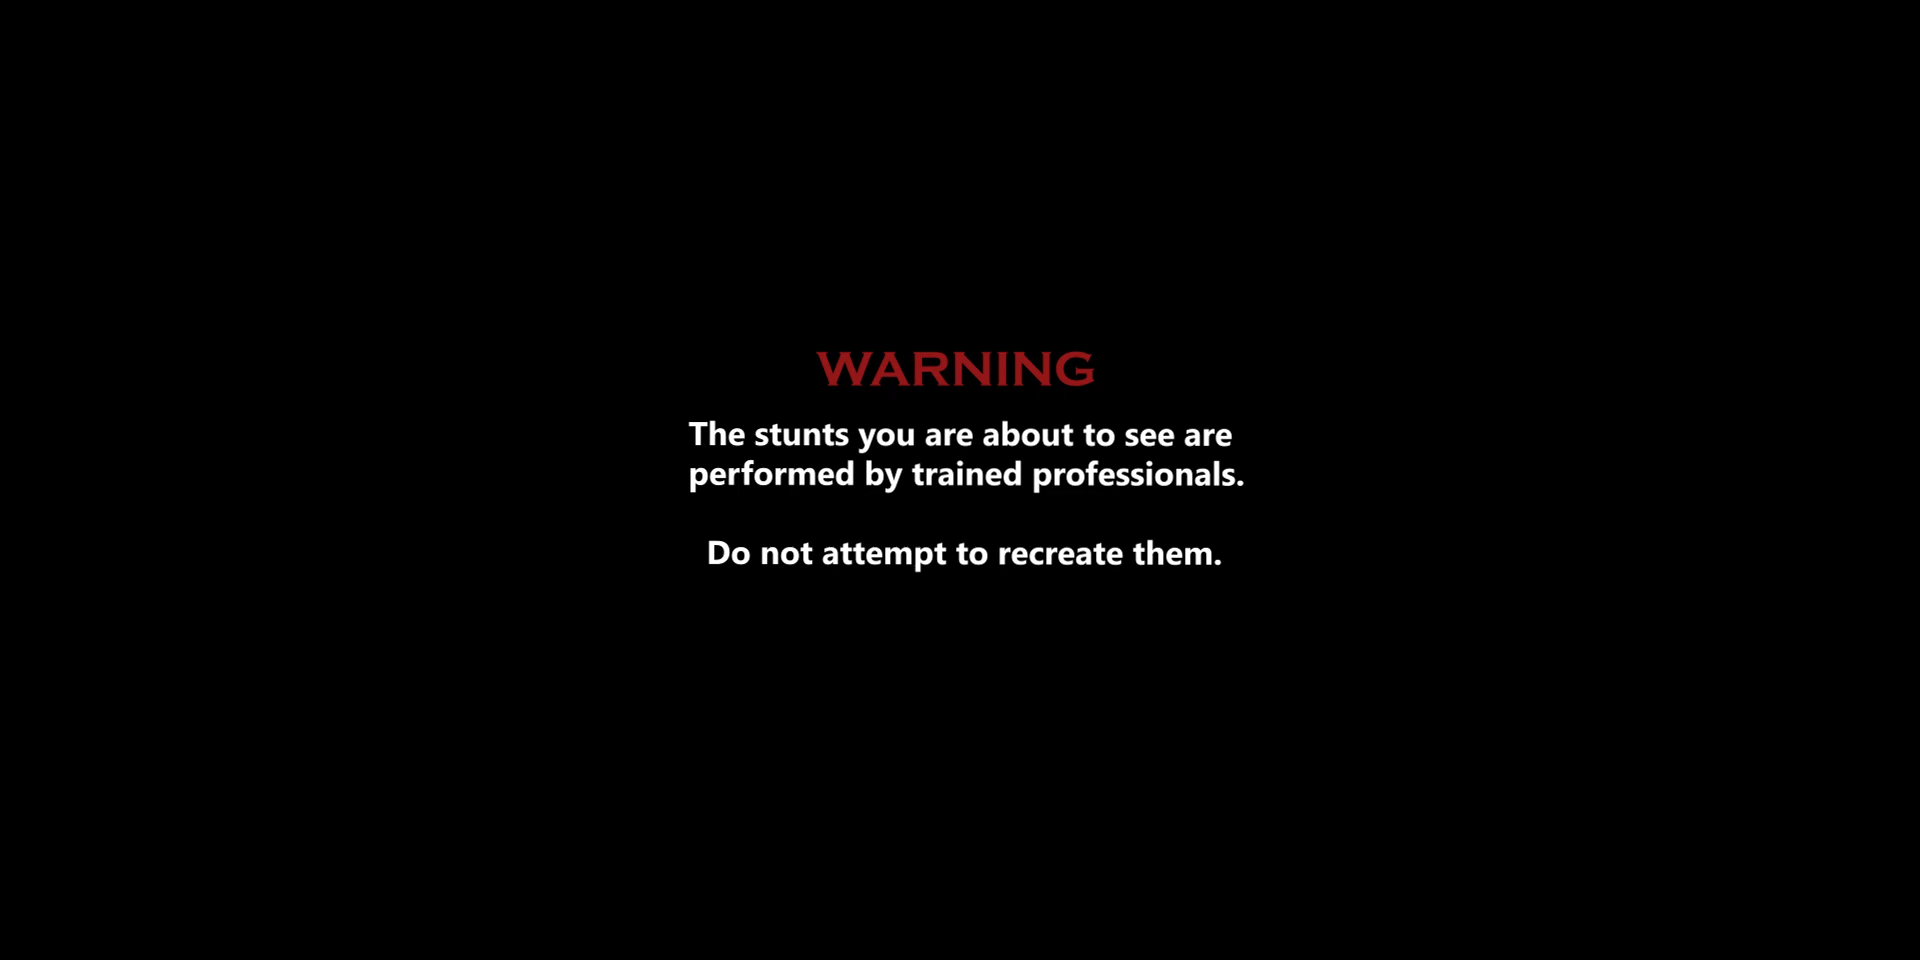 WARNING
The stunts you are about to see are
performed by trained professionals.
Do not attempt to recreate them.